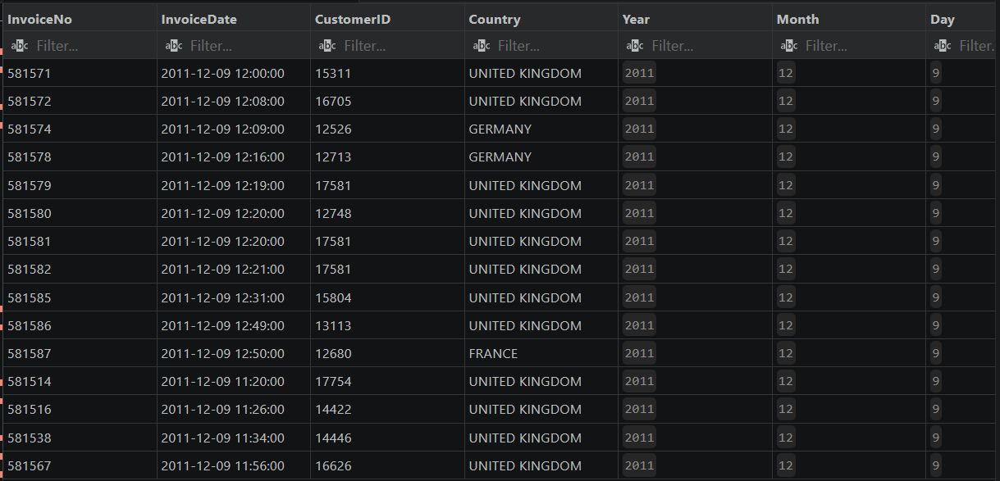 InvoiceNo InvoiceDate CustomerID Country Year Month Day
abc Filter... abc Filter... abc Filter... abc Filter... abc Filter... abc Filter... abc Filter.
581571 2011-12-09 12:00:00 15311 UNITED KINGDOM 2011 12 9
581572 2011-12-09 12:08:00 16705 UNITED KINGDOM 2011 12 9
581574 2011-12-09 12:09:00 12526 GERMANY 2011 12 9
581578 2011-12-09 12:16:00 12713 GERMANY 2011 12 9
581579 2011-12-09 12:19:00 17581 UNITED KINGDOM 2011 12 9
581580 2011-12-09 12:20:00 12748 UNITED KINGDOM 2011 12 9
581581 2011-12-09 12:20:00 17581 UNITED KINGDOM 2011 12 9
581582 2011-12-09 12:21:00 17581 UNITED KINGDOM 2011 12 9
581585 2011-12-09 12:31:00 15804 UNITED KINGDOM 2011 12 9
581586 2011-12-09 12:49:00 13113 UNITED KINGDOM 2011 12 9
581587 2011-12-09 12:50:00 12680 FRANCE 2011 12 9
581514 2011-12-09 11:20:00 17754 UNITED KINGDOM 2011 12 9
581516 2011-12-09 11:26:00 14422 UNITED KINGDOM 2011 12 9
581538 2011-12-09 11:34:00 14446 UNITED KINGDOM 2011 12 9
581567 2011-12-09 11:56:00 16626 UNITED KINGDOM 2011 12 9